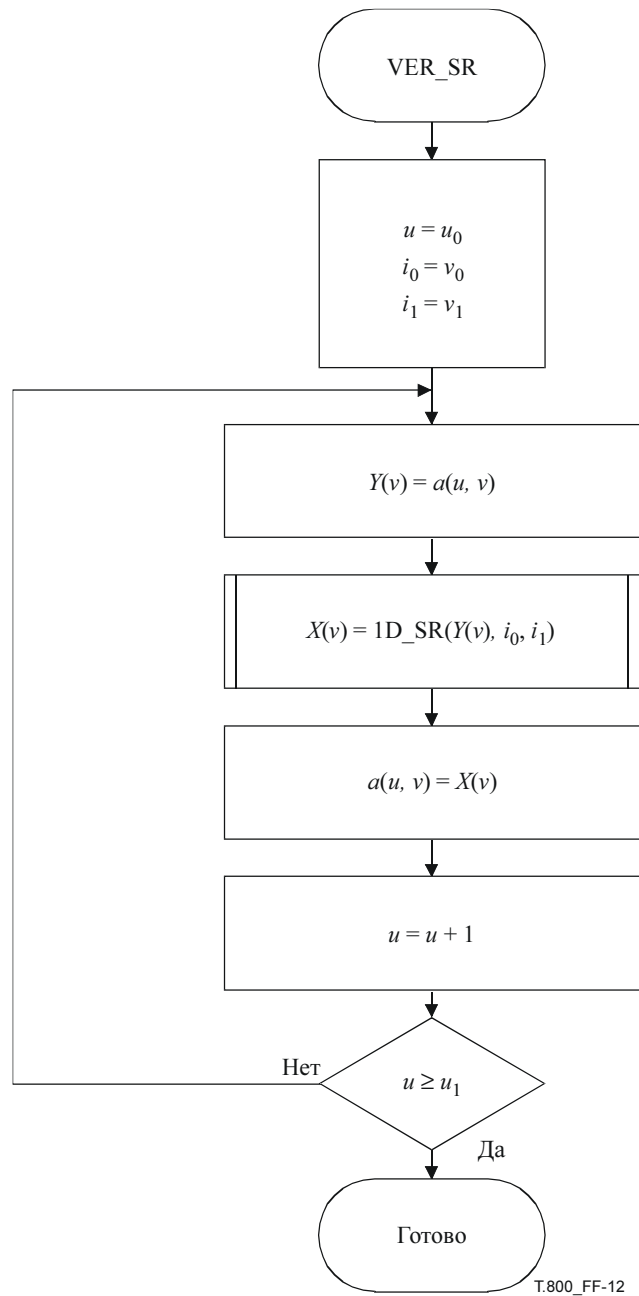 VER_SR
u = u₀
i₀ = v₀
i₁ = v₁
Y(v) = a(u, v)
X(v) = 1D_SR(Y(v), i₀, i₁)
a(u, v) = X(v)
u = u + 1
Нет
u ≥ u₁
Да
Готово
T.800_FF-12